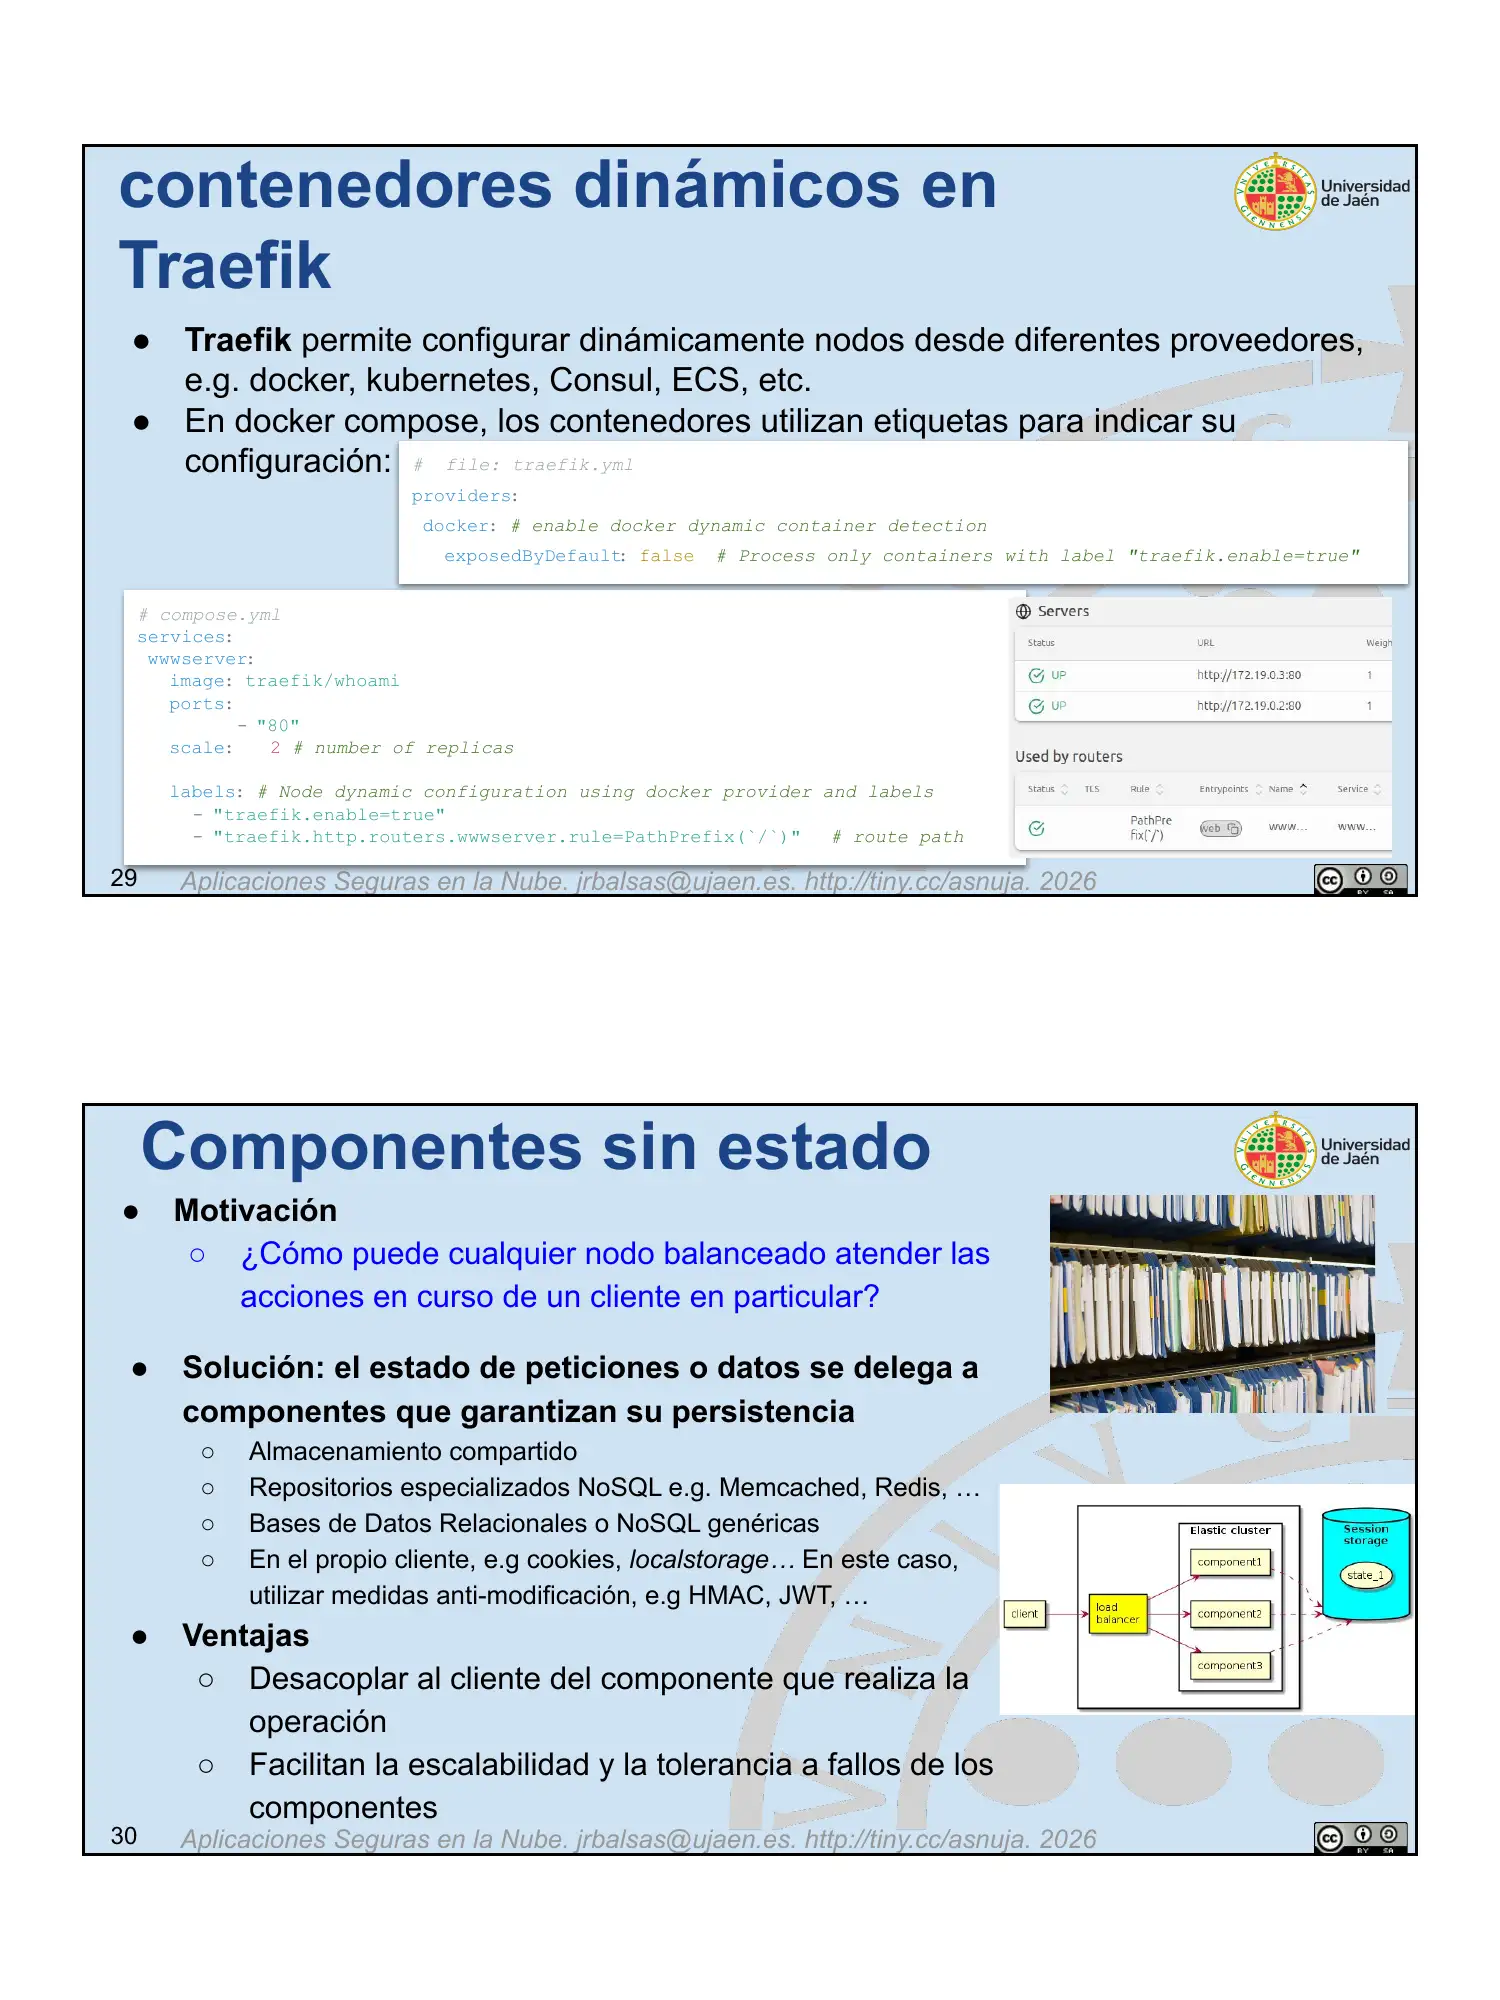 contenedores dinámicos en
Traefik
Universidad
de Jaén
● Traefik permite configurar dinámicamente nodos desde diferentes proveedores,
e.g. docker, kubernetes, Consul, ECS, etc.
● En docker compose, los contenedores utilizan etiquetas para indicar su
configuración:
# file: traefik.yml
providers:
docker: # enable docker dynamic container detection
exposedByDefault: false # Process only containers with label "traefik.enable=true"
# compose.yml
services:
wwwserver:
image: traefik/whoami
ports:
- "80"
scale: 2 # number of replicas
labels: # Node dynamic configuration using docker provider and labels
- "traefik.enable=true"
- "traefik.http.routers.wwwserver.rule=PathPrefix(`/`)" # route path
Servers
Status URL Weigh
UP http://172.19.0.3:80 1
UP http://172.19.0.2:80 1
Used by routers
Status TLS Rule Entrypoints Name Service
PathPre
fix(`/`) web www... www...
29
Aplicaciones Seguras en la Nube. jrbalsas@ujaen.es. http://tiny.cc/asnuja. 2026
cc BY SA
Componentes sin estado
Universidad
de Jaén
● Motivación
○ ¿Cómo puede cualquier nodo balanceado atender las
acciones en curso de un cliente en particular?
● Solución: el estado de peticiones o datos se delega a
componentes que garantizan su persistencia
○ Almacenamiento compartido
○ Repositorios especializados NoSQL e.g. Memcached, Redis, …
○ Bases de Datos Relacionales o NoSQL genéricas
○ En el propio cliente, e.g cookies, localstorage… En este caso,
utilizar medidas anti-modificación, e.g HMAC, JWT, …
● Ventajas
○ Desacoplar al cliente del componente que realiza la
operación
○ Facilitan la escalabilidad y la tolerancia a fallos de los
componentes
client
load
balancer
Elastic cluster
component1
component2
component3
Session
storage
state_1
30
Aplicaciones Seguras en la Nube. jrbalsas@ujaen.es. http://tiny.cc/asnuja. 2026
cc BY SA